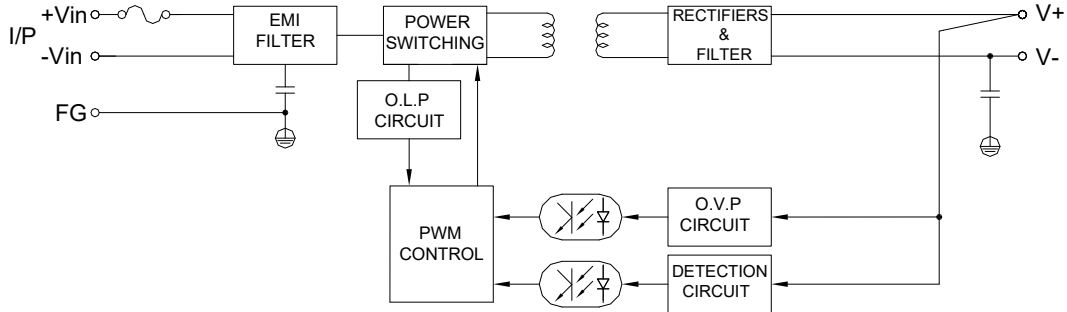 +Vin
I/P
-Vin
FG
EMI
FILTER
POWER
SWITCHING
RECTIFIERS
&
FILTER
V+
V-
O.L.P
CIRCUIT
PWM
CONTROL
O.V.P
CIRCUIT
DETECTION
CIRCUIT